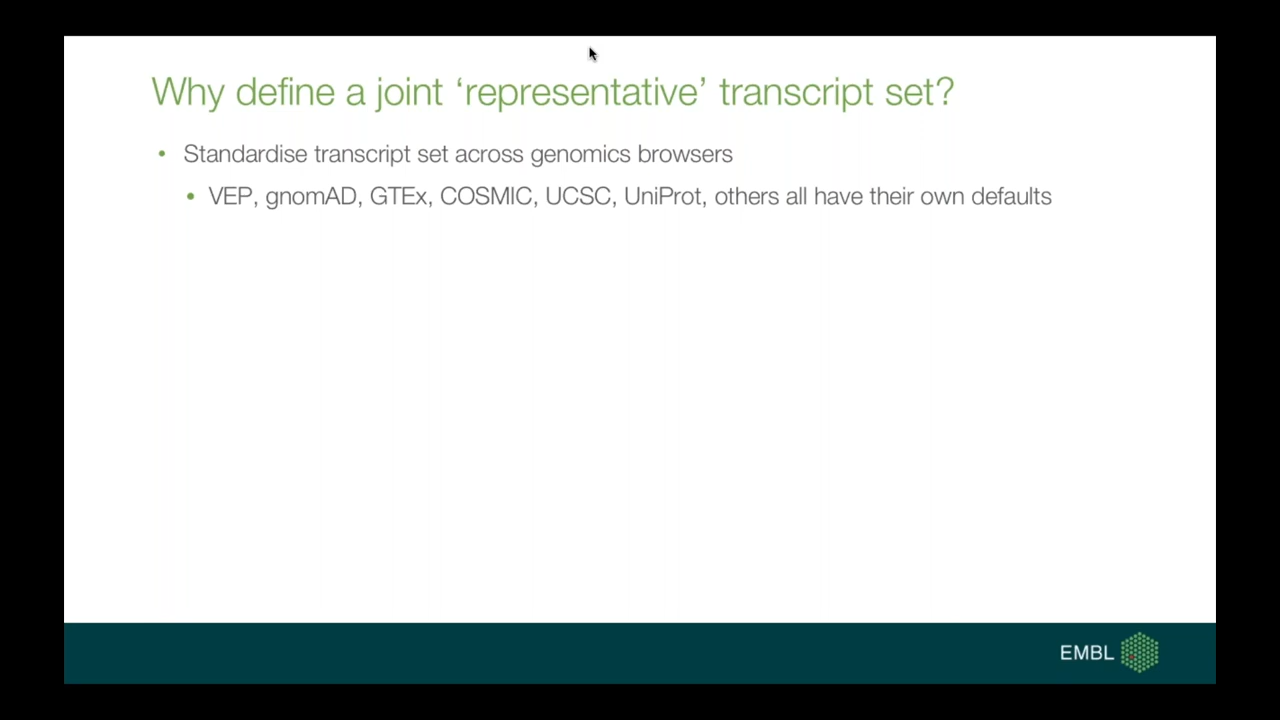 Why define a joint ‘representative’ transcript set?
• Standardise transcript set across genomics browsers
• VEP, gnomAD, GTEx, COSMIC, UCSC, UniProt, others all have their own defaults
EMBL